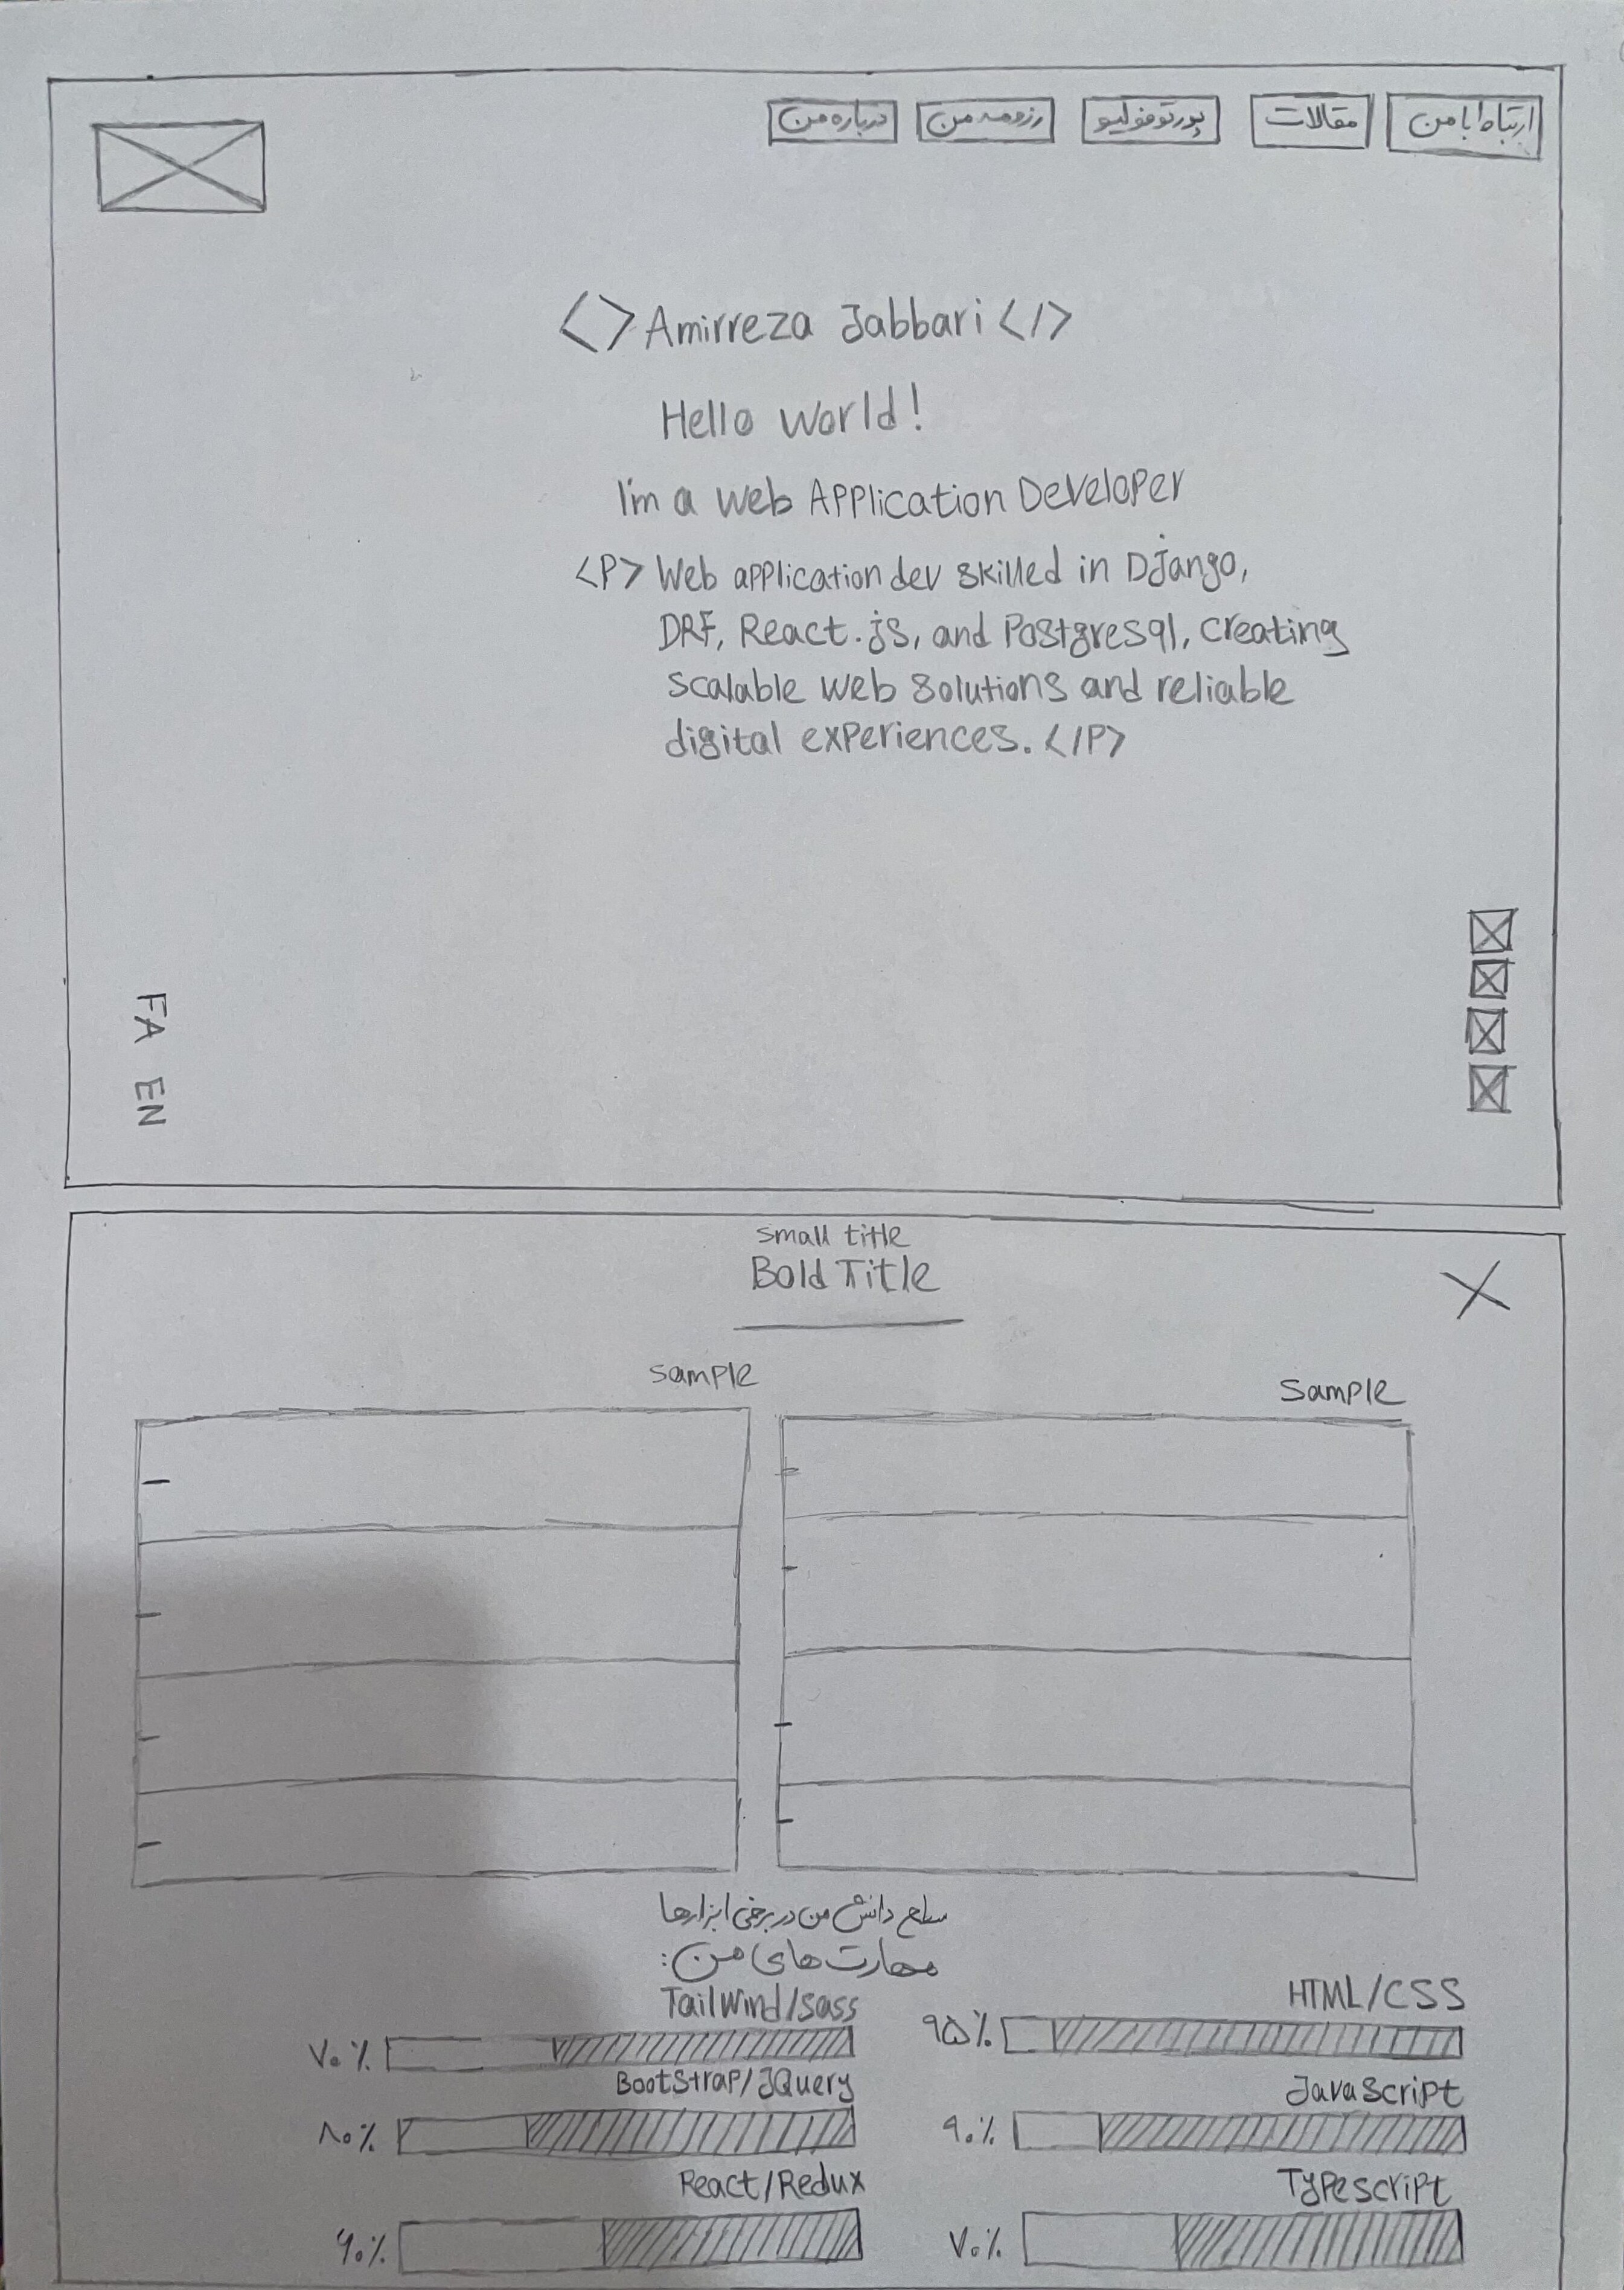 ارتباط با من
مقالات
پورتوفولیو
رزومه من
درباره من
<> Amirreza Jabbari </>
Hello world!
I'm a web Application Developer
<P> Web application dev skilled in Django,
DRF, React.js, and Postgresql, creating
scalable web solutions and reliable
digital experiences. </P>
FA EN
small title
Bold Title
sample
sample
سطح دانش من در برخی ابزارها
مهارت های من:
HTML/CSS
۹۵٪
Tailwind/sass
۷۰٪
JavaScript
۹۰٪
BootStrap/JQuery
۸۰٪
Typescript
۷۰٪
React/Redux
۶۰٪